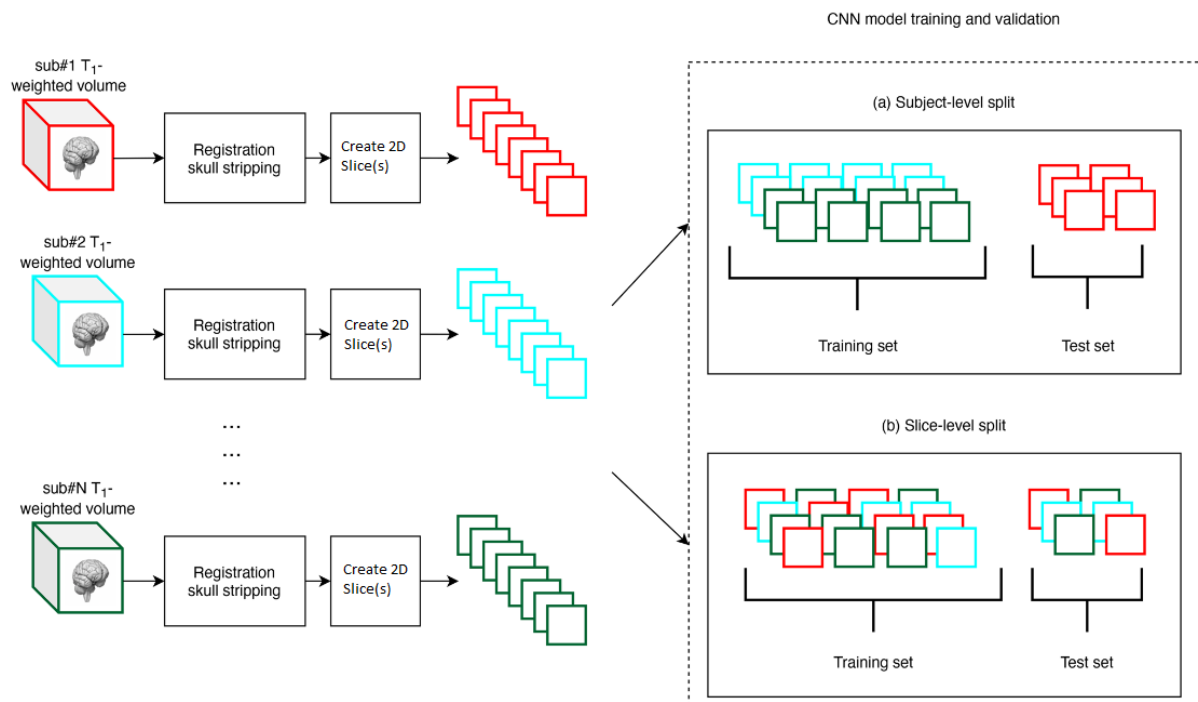 CNN model training and validation
sub#1 T1-
weighted volume
Registration
skull stripping
Create 2D
Slice(s)
(a) Subject-level split
Training set
Test set
sub#2 T1-
weighted volume
Registration
skull stripping
Create 2D
Slice(s)
...
...
...
(b) Slice-level split
Training set
Test set
sub#N T1-
weighted volume
Registration
skull stripping
Create 2D
Slice(s)